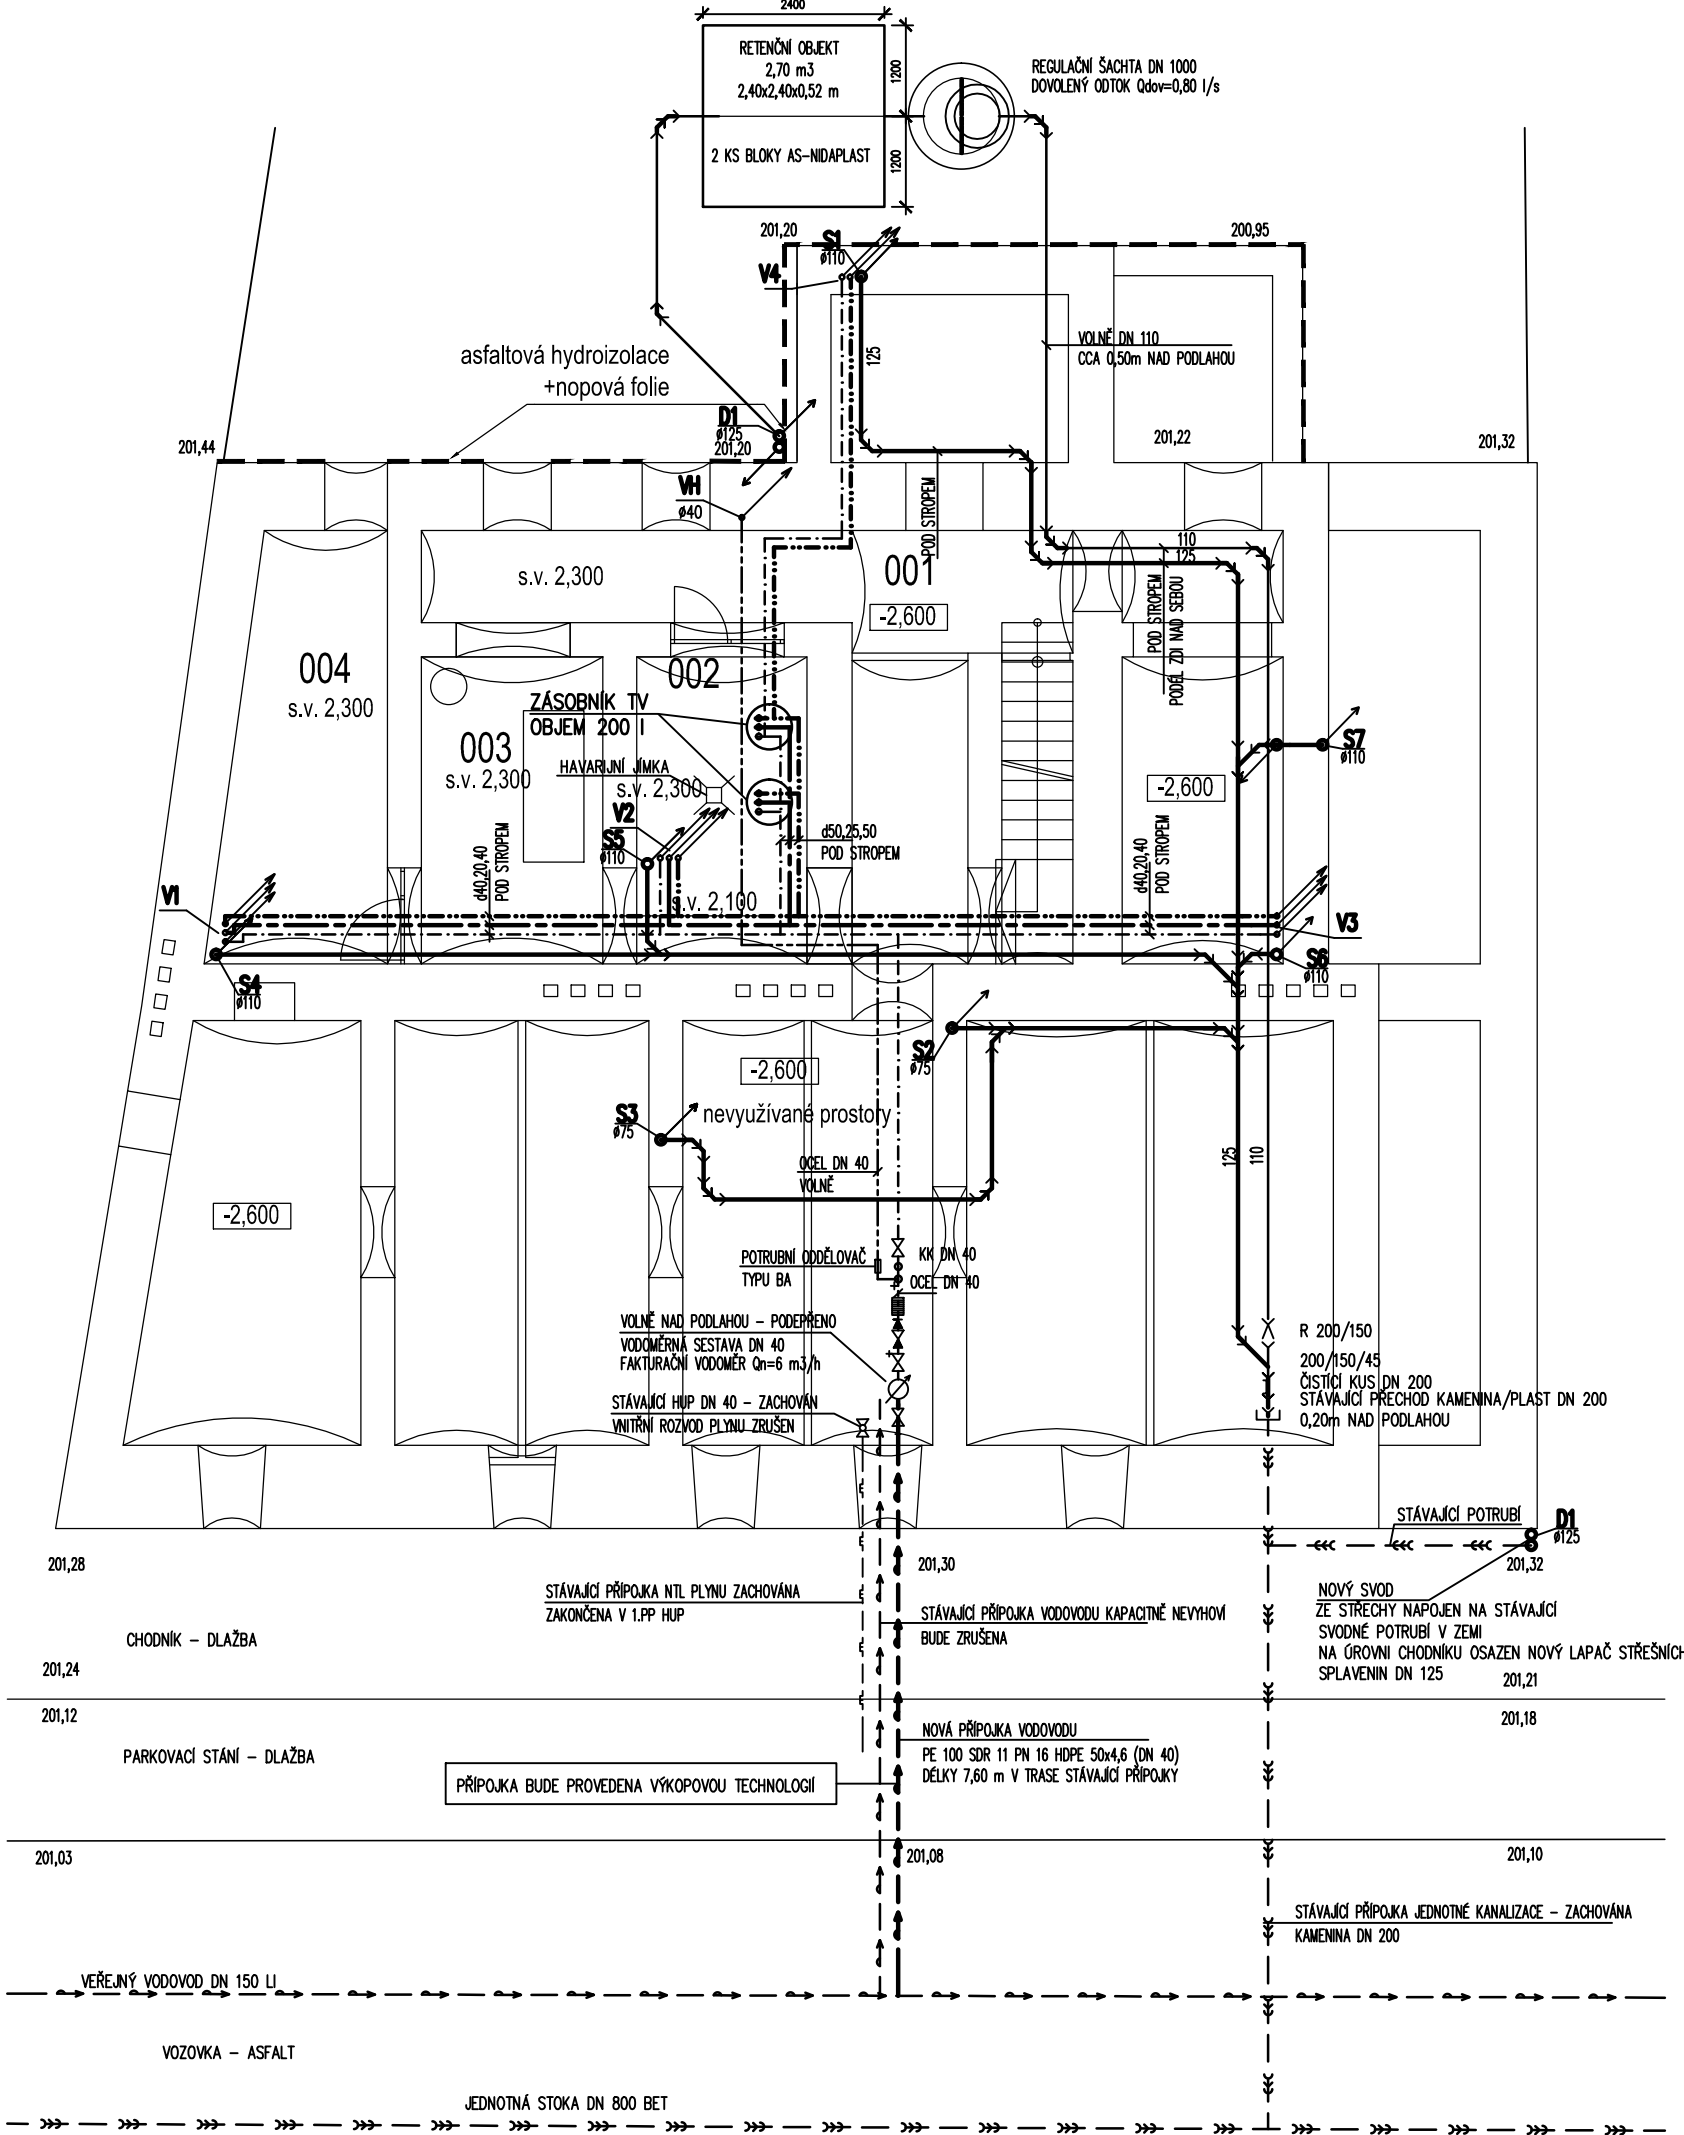 2400
RETENČNÍ OBJEKT
2,70 m3
2,40x2,40x0,52 m
2 KS BLOKY AS-NIDAPLAST
1200
1200
REGULAČNÍ ŠACHTA DN 1000
DOVOLENÝ ODTOK Qdov=0,80 l/s
201,20
S1
ø110
200,95
V4
125
VOLNĚ DN 110
CCA 0,50m NAD PODLAHOU
asfaltová hydroizolace
+nopová folie
D1
ø125
201,20
201,44
201,22
201,32
VH
ø40
POD STROPEM
110
125
s.v. 2,300
001
-2,600
POD STROPEM
PODÉL ZDI NAD SEBOU
004
s.v. 2,300
002
ZÁSOBNÍK TV
OBJEM 200 l
003
s.v. 2,300
HAVARIJNÍ JÍMKA
s.v. 2,300
S7
ø110
-2,600
V2
S5
ø110
d50,25,50
POD STROPEM
d40,20,40
POD STROPEM
d40,20,40
POD STROPEM
V1
s.v. 2,100
V3
S4
ø110
S6
ø110
S2
ø75
-2,600
S3
ø75
nevyužívané prostory
OCEL DN 40
VOLNĚ
125
110
-2,600
POTRUBNÍ ODDĚLOVAČ
TYPU BA
KK DN 40
OCEL DN 40
VOLNĚ NAD PODLAHOU - PODEPŘENO
VODOMĚRNÁ SESTAVA DN 40
FAKTURAČNÍ VODOMĚR Qn=6 m3/h
R 200/150
200/150/45
ČISTÍCÍ KUS DN 200
STÁVAJÍCÍ PŘECHOD KAMENINA/PLAST DN 200
0,20m NAD PODLAHOU
STÁVAJÍCÍ HUP DN 40 - ZACHOVÁN
VNITŘNÍ ROZVOD PLYNU ZRUŠEN
STÁVAJÍCÍ POTRUBÍ
D1
ø125
201,28
201,30
201,32
STÁVAJÍCÍ PŘÍPOJKA NTL PLYNU ZACHOVÁNA
ZAKONČENA V 1.PP HUP
STÁVAJÍCÍ PŘÍPOJKA VODOVODU KAPACITNĚ NEVYHOVÍ
BUDE ZRUŠENA
NOVÝ SVOD
ZE STŘECHY NAPOJEN NA STÁVAJÍCÍ
SVODNÉ POTRUBÍ V ZEMI
NA ÚROVNI CHODNÍKU OSAZEN NOVÝ LAPAČ STŘEŠNÍCH
SPLAVENIN DN 125
CHODNÍK - DLAŽBA
201,24
201,21
201,12
201,18
PARKOVACÍ STÁNÍ - DLAŽBA
NOVÁ PŘÍPOJKA VODOVODU
PE 100 SDR 11 PN 16 HDPE 50x4,6 (DN 40)
DÉLKY 7,60 m V TRASE STÁVAJÍCÍ PŘÍPOJKY
PŘÍPOJKA BUDE PROVEDENA VÝKOPOVOU TECHNOLOGIÍ
201,03
201,08
201,10
STÁVAJÍCÍ PŘÍPOJKA JEDNOTNÉ KANALIZACE - ZACHOVÁNA
KAMENINA DN 200
VEŘEJNÝ VODOVOD DN 150 LI
VOZOVKA - ASFALT
JEDNOTNÁ STOKA DN 800 BET